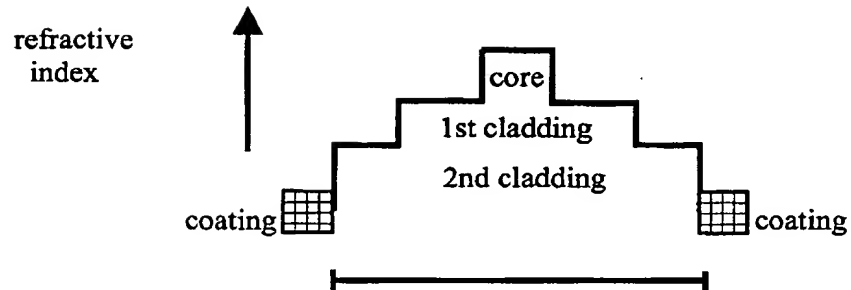 refractive
index
core
1st cladding
2nd cladding
coating
coating